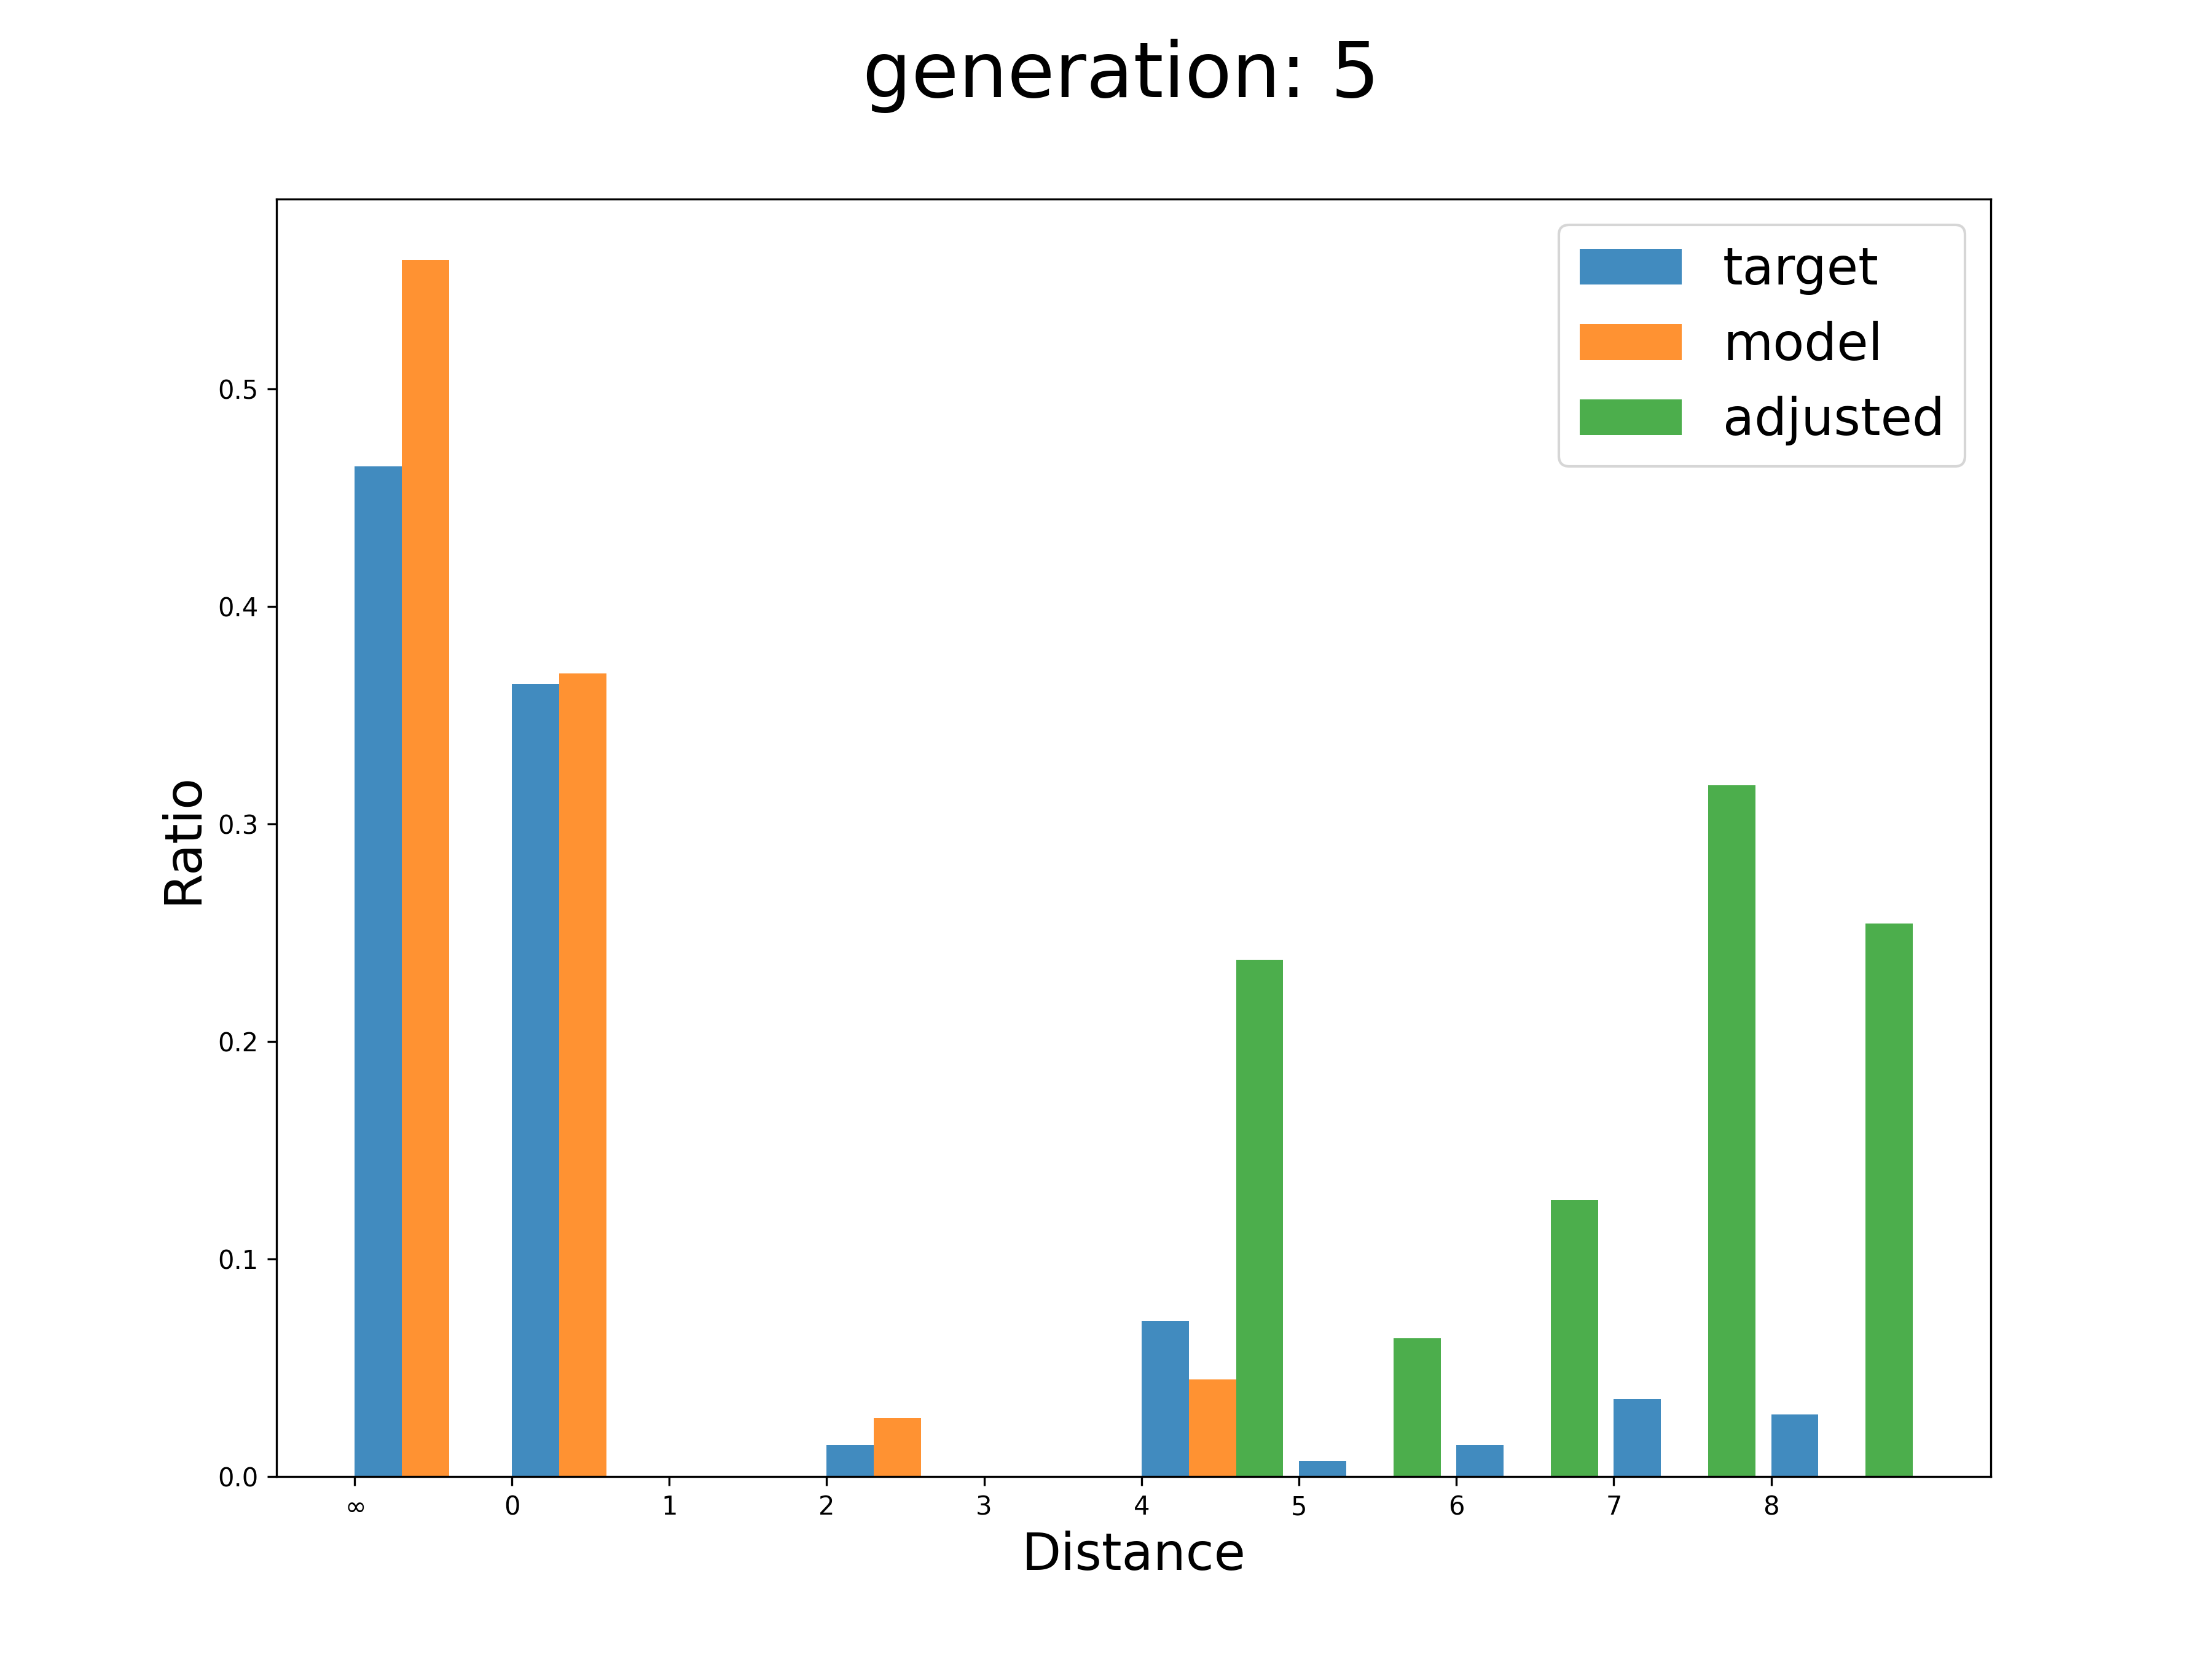 generation: 5
target
model
adjusted
Ratio
0.5
0.4
0.3
0.2
0.1
0.0
∞ 0 1 2 3 4 5 6 7 8
Distance